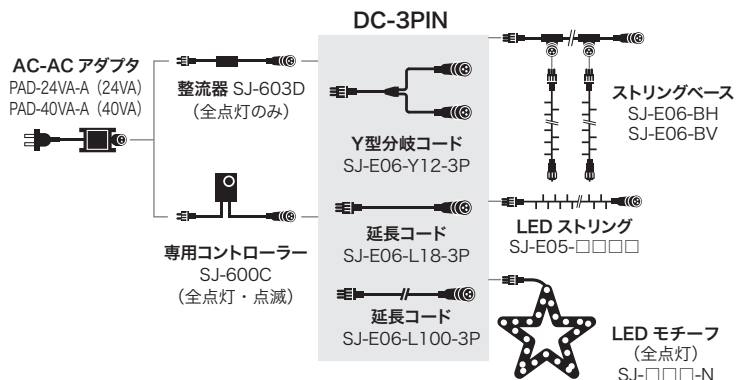 DC-3PIN
AC-AC アダプタ
PAD-24VA-A（24VA）
PAD-40VA-A（40VA）
整流器 SJ-603D
（全点灯のみ）
専用コントローラー
SJ-600C
（全点灯・点滅）
Y型分岐コード
SJ-E06-Y12-3P
延長コード
SJ-E06-L18-3P
延長コード
SJ-E06-L100-3P
ストリングベース
SJ-E06-BH
SJ-E06-BV
LED ストリング
SJ-E05-□□□□
LED モチーフ
（全点灯）
SJ-□□□-N